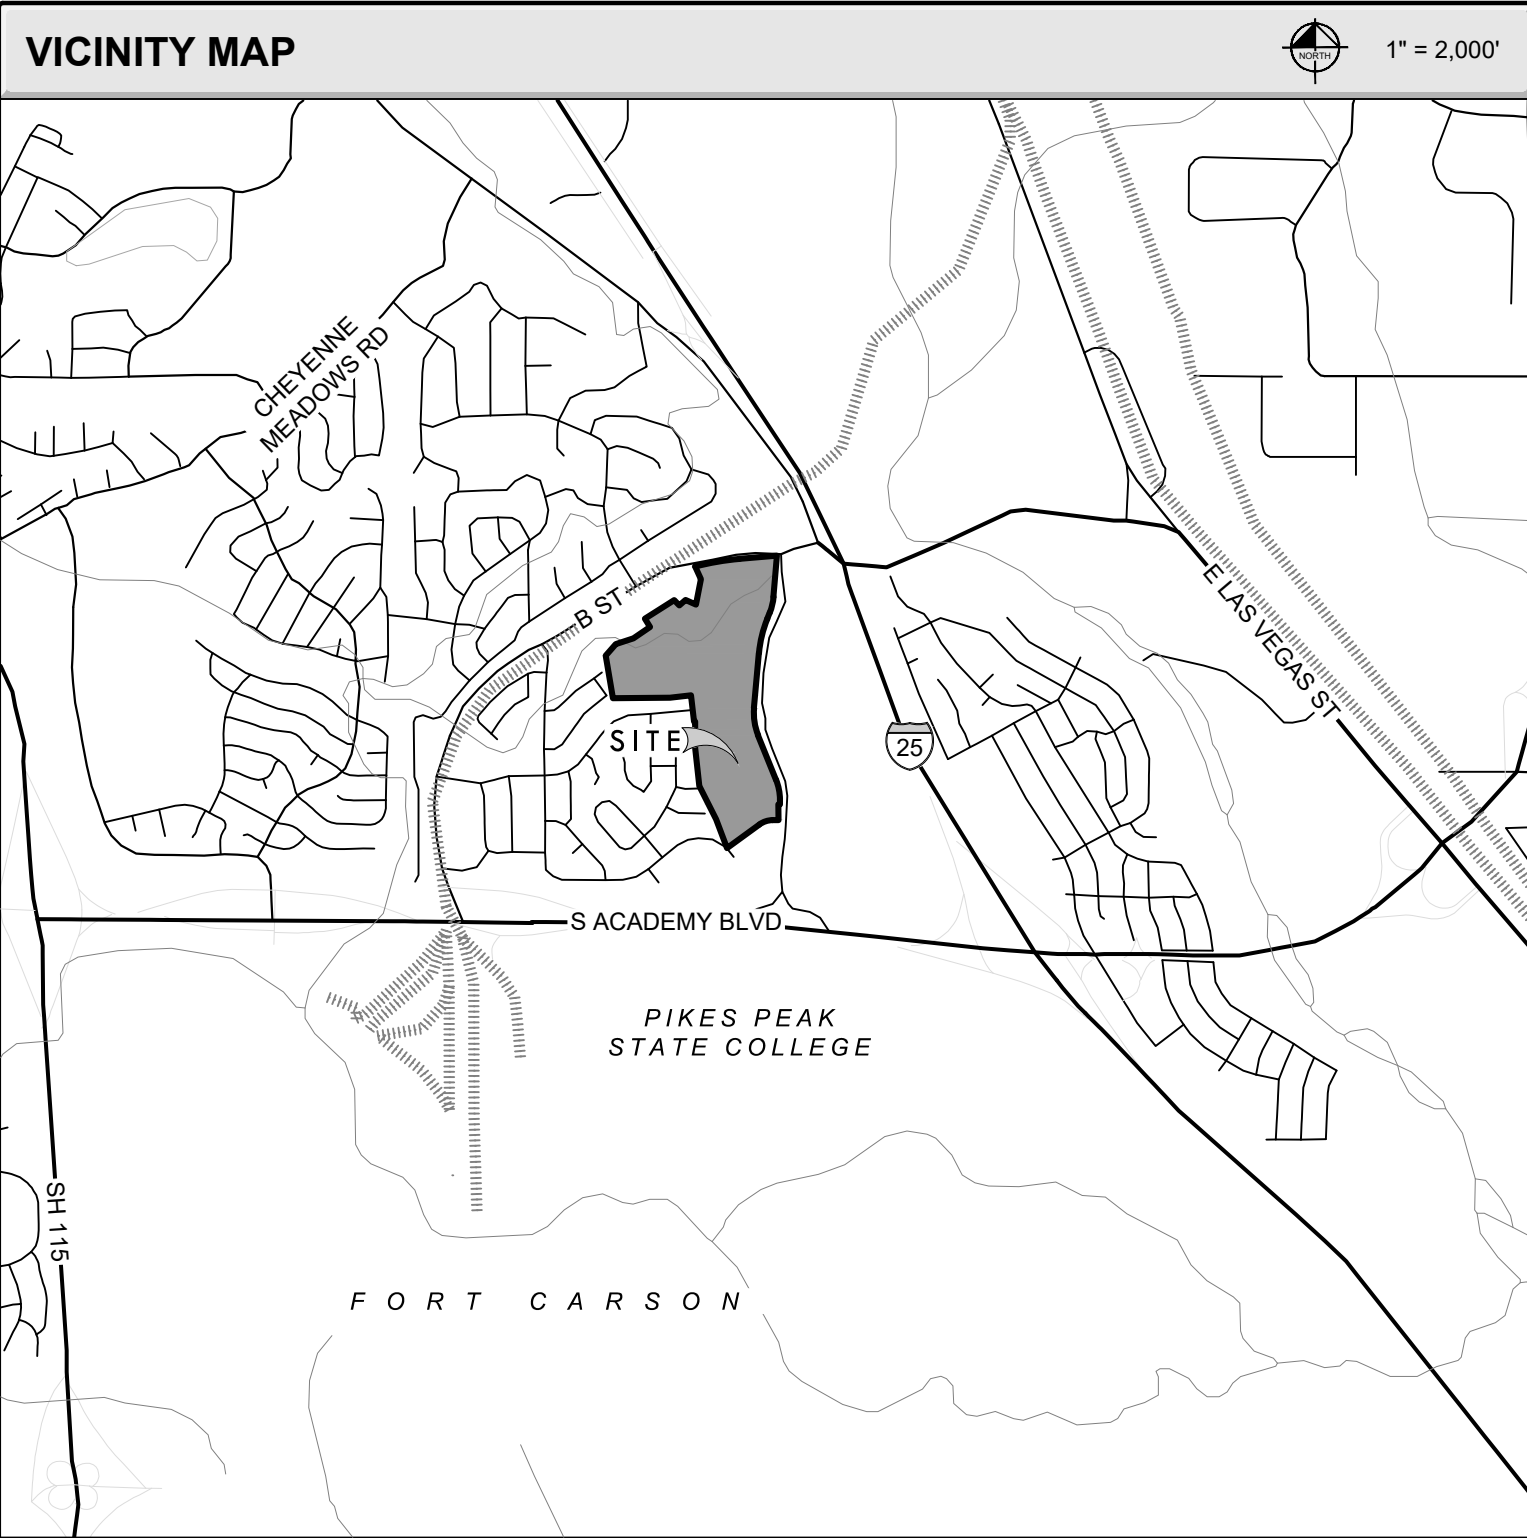 VICINITY MAP
NORTH
1" = 2,000'
CHEYENNE
MEADOWS RD
B ST
E LAS VEGAS ST
SITE
25
S ACADEMY BLVD
PIKES PEAK
STATE COLLEGE
SH 115
FORT CARSON